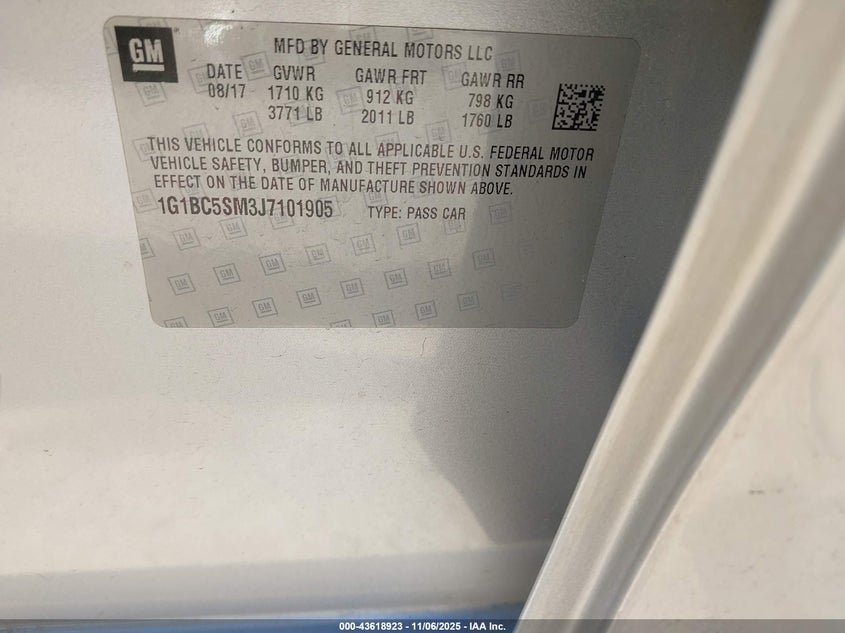 GM
MFD BY GENERAL MOTORS LLC
DATE GVWR GAWR FRT GAWR RR
08/17 1710 KG 912 KG 798 KG
3771 LB 2011 LB 1760 LB
THIS VEHICLE CONFORMS TO ALL APPLICABLE U.S. FEDERAL MOTOR
VEHICLE SAFETY, BUMPER, AND THEFT PREVENTION STANDARDS IN
EFFECT ON THE DATE OF MANUFACTURE SHOWN ABOVE.
1G1BC5SM3J7101905 TYPE: PASS CAR
000-43618923 - 11/06/2025 - IAA Inc.